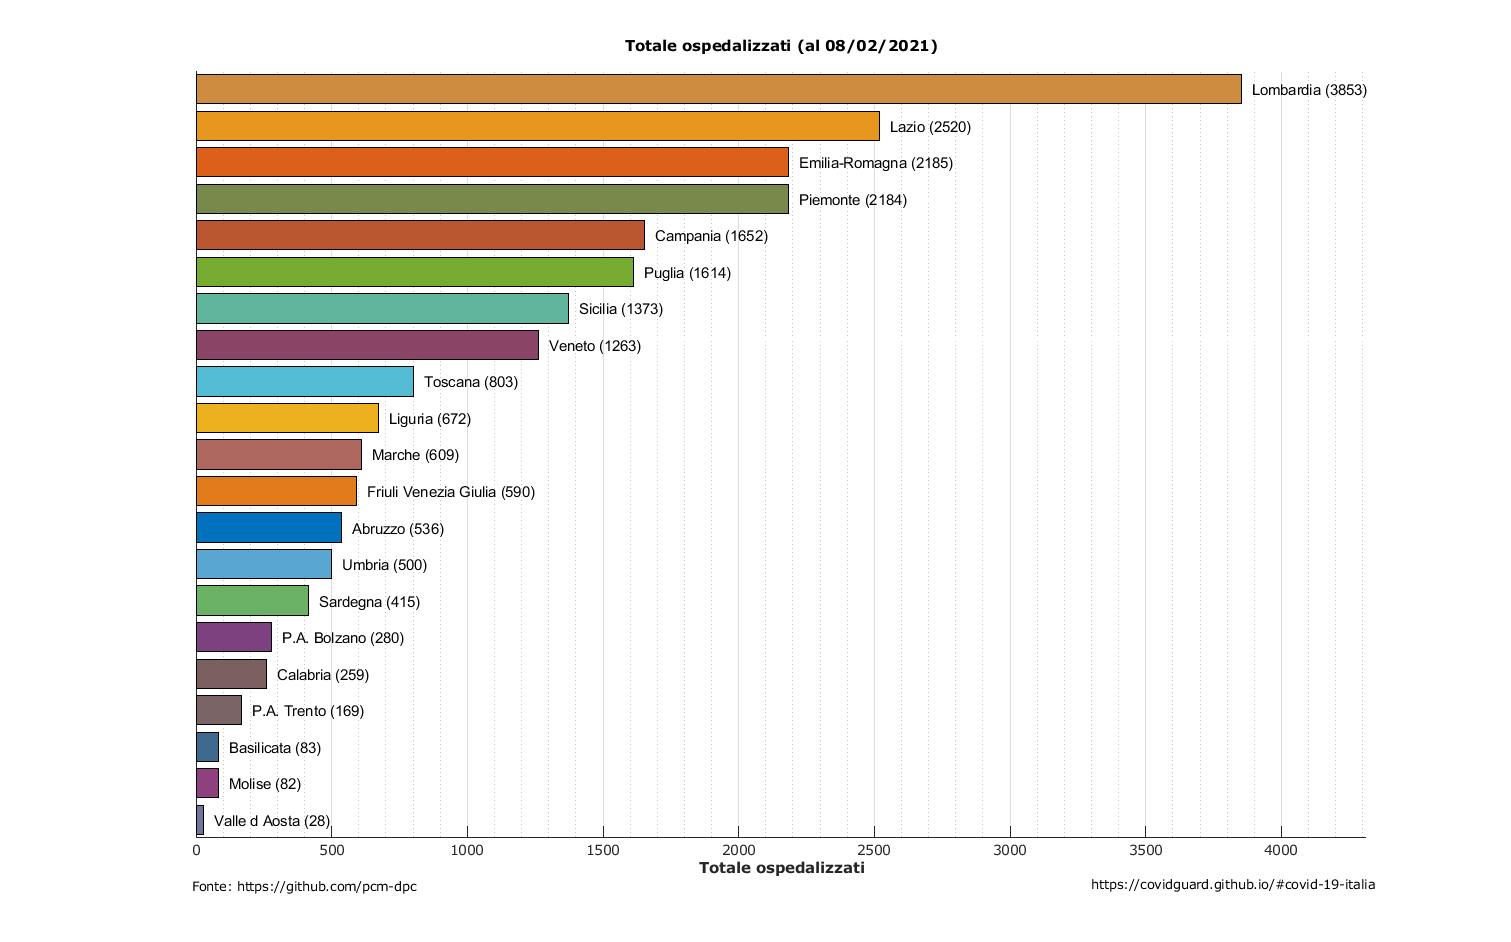 Totale ospedalizzati (al 08/02/2021)
Lombardia (3853)
Lazio (2520)
Emilia-Romagna (2185)
Piemonte (2184)
Campania (1652)
Puglia (1614)
Sicilia (1373)
Veneto (1263)
Toscana (803)
Liguria (672)
Marche (609)
Friuli Venezia Giulia (590)
Abruzzo (536)
Umbria (500)
Sardegna (415)
P.A. Bolzano (280)
Calabria (259)
P.A. Trento (169)
Basilicata (83)
Molise (82)
Valle d Aosta (28)
0 500 1000 1500 2000 2500 3000 3500 4000
Totale ospedalizzati
Fonte: https://github.com/pcm-dpc
https://covidguard.github.io/#covid-19-italia